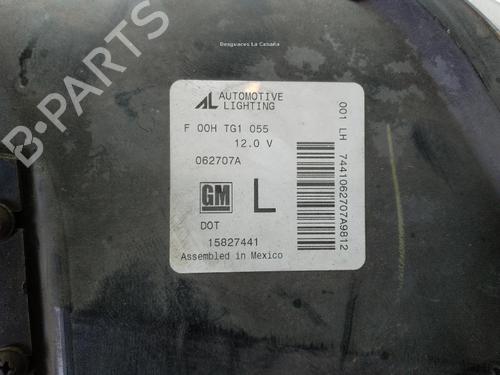 Desguaces La Cabaña
B-PARTS
AL AUTOMOTIVE
LIGHTING
F 00H TG1 055
12.0 V
062707A
GM
L
DOT
15827441
Assembled in Mexico
001 LH 7441062707A9812